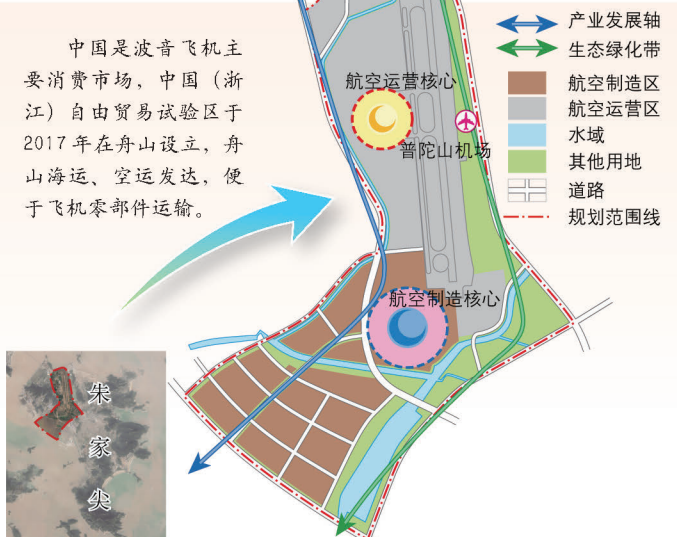 中国是波音飞机主
要消费市场，中国（浙
江）自由贸易试验区于
2017年在舟山设立，舟
山海运、空运发达，便
于飞机零部件运输。
航空运营核心
普陀山机场
航空制造核心
产业发展轴
生态绿化带
航空制造区
航空运营区
水域
其他用地
道路
规划范围线
朱
家
尖